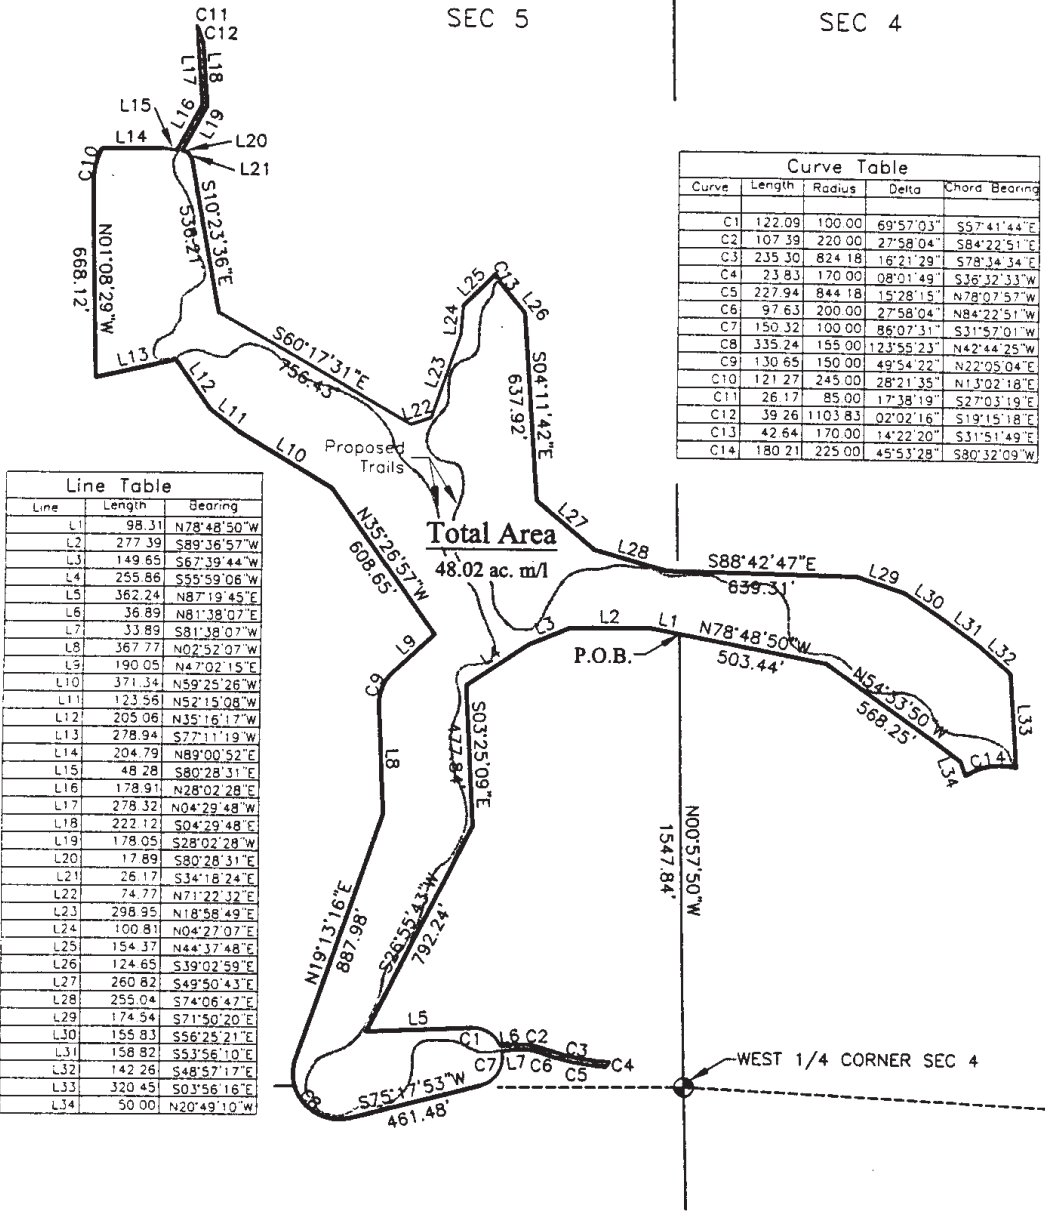 SEC 5
SEC 4
C11
C12
L17
L18
L16
L19
L15
L14
L20
L21
C10
S10°23'36"E
538.21'
N01°08'29"W
668.12'
L13
L12
L11
L10
S60°17'31"E
756.43'
L22
L23
L24
L25
C13
L26
S04°11'42"E
637.92'
Proposed
Trails
N35°26'57"W
608.65'
Total Area
48.02 ac. m/l
L27
L28
S88°42'47"E
639.31'
L29
L30
L31
L32
L33
C14
L34
N54°33'50"W
568.25'
N78°48'50"W
503.44'
L1
L2
P.O.B.
C3
L4
L9
C9
L8
S03°25'09"E
477.84'
S26°55'43"W
792.24'
N19°13'16"E
887.98'
N00°57'50"W
1547.84'
L5
C1
L6
C2
C3
C4
C7
L7
C6
C5
C8
S75°17'53"W
461.48'
WEST 1/4 CORNER SEC 4
Curve Table
Curve Length Radius Delta Chord Bearing
C1 122.09 100.00 69°57'03" S57°41'44"E
C2 107.39 220.00 27°58'04" S84°22'51"E
C3 235.30 824.18 16°21'29" S78°34'34"E
C4 23.83 170.00 08°01'49" S36°32'33"W
C5 227.94 844.18 15°28'15" N78°07'57"W
C6 97.63 200.00 27°58'04" N84°22'51"W
C7 150.32 100.00 86°07'31" S31°57'01"W
C8 335.24 155.00 123°55'23" N42°44'25"W
C9 130.65 150.00 49°54'22" N22°05'04"E
C10 121.27 245.00 28°21'35" N13°02'18"E
C11 26.17 85.00 17°38'19" S27°03'19"E
C12 39.26 1103.83 02°02'16" S19°15'18"E
C13 42.64 170.00 14°22'20" S31°51'49"E
C14 180.21 225.00 45°53'28" S80°32'09"W
Line Table
Line Length Bearing
L1 98.31 N78°48'50"W
L2 277.39 S89°36'57"W
L3 149.65 S67°39'44"W
L4 255.86 S55°59'06"W
L5 362.24 N87°19'45"E
L6 36.89 N81°38'07"E
L7 33.89 S81°38'07"W
L8 367.77 N02°52'07"W
L9 190.05 N47°02'15"E
L10 371.34 N59°25'26"W
L11 123.56 N52°15'08"W
L12 205.06 N35°16'17"W
L13 278.94 S77°11'19"W
L14 204.79 N89°00'52"E
L15 48.28 S80°28'31"E
L16 178.91 N28°02'28"E
L17 278.32 N04°29'48"W
L18 222.12 S04°29'48"E
L19 178.05 S28°02'28"W
L20 17.89 S80°28'31"E
L21 26.17 S34°18'24"E
L22 74.77 N71°22'32"E
L23 298.95 N18°58'49"E
L24 100.81 N04°27'07"E
L25 154.37 N44°37'48"E
L26 124.65 S39°02'59"E
L27 260.82 S49°50'43"E
L28 255.04 S74°06'47"E
L29 174.54 S71°50'20"E
L30 155.83 S56°25'21"E
L31 158.82 S53°56'10"E
L32 142.26 S48°57'17"E
L33 320.45 S03°56'16"E
L34 50.00 N20°49'10"W